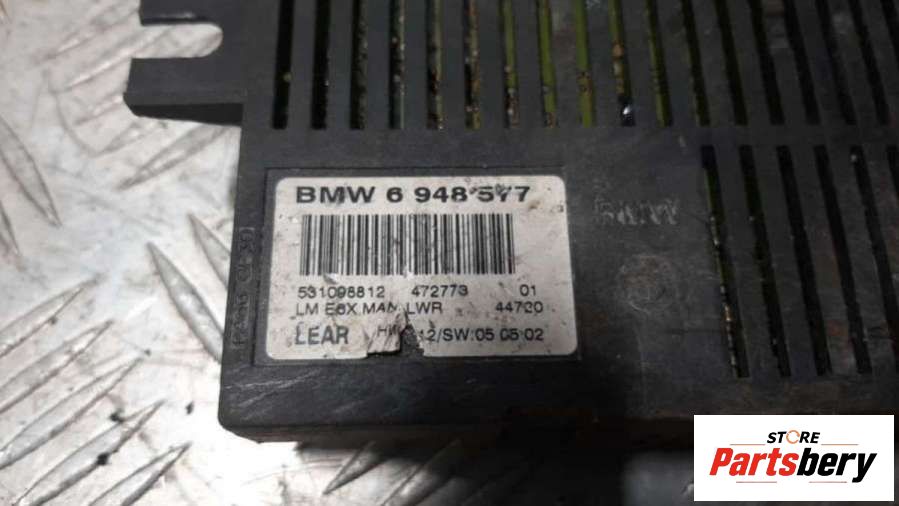 BMW 6 948 577
531098812 472773 01
LM E6X MAN LWR 44720
LEAR 12/SW:05 05 02
STORE
Partsbery